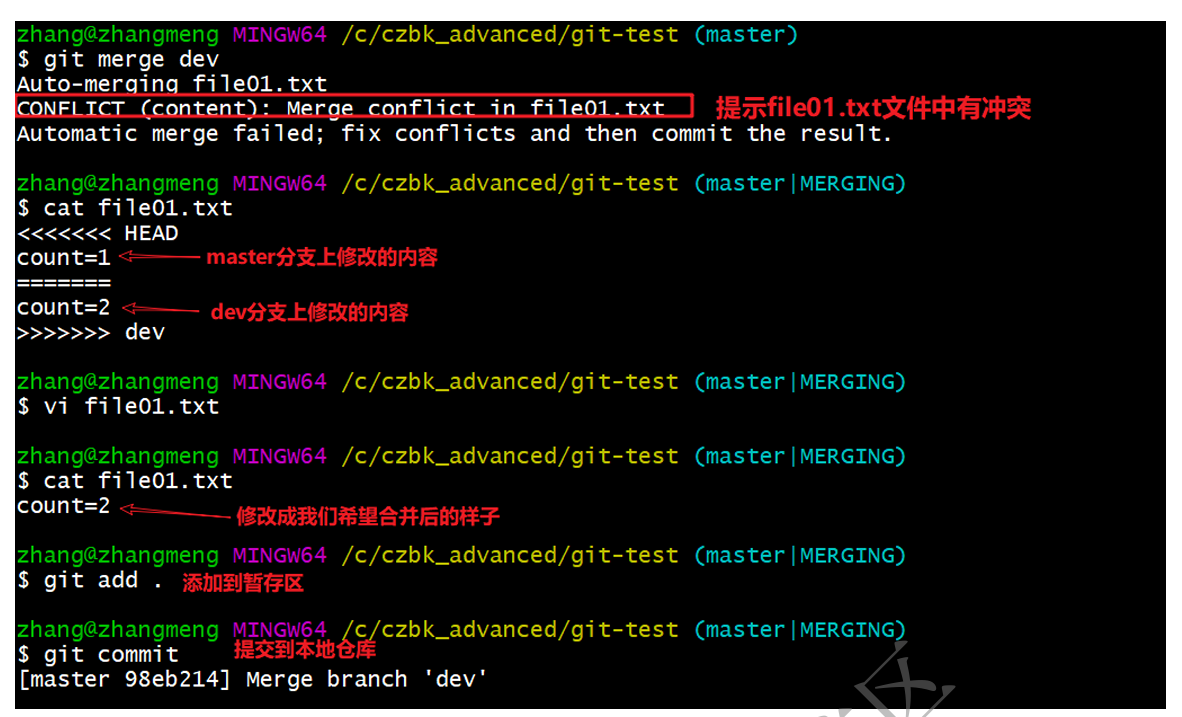 zhang@zhangmeng MINGW64 /c/czbk_advanced/git-test (master)
$ git merge dev
Auto-merging file01.txt
CONFLICT (content): Merge conflict in file01.txt 提示file01.txt文件中有冲突
Automatic merge failed; fix conflicts and then commit the result.
zhang@zhangmeng MINGW64 /c/czbk_advanced/git-test (master|MERGING)
$ cat file01.txt
<<<<<<< HEAD
count=1 master分支上修改的内容
=======
count=2 dev分支上修改的内容
>>>>>>> dev
zhang@zhangmeng MINGW64 /c/czbk_advanced/git-test (master|MERGING)
$ vi file01.txt
zhang@zhangmeng MINGW64 /c/czbk_advanced/git-test (master|MERGING)
$ cat file01.txt
count=2 修改成我们希望合并后的样子
zhang@zhangmeng MINGW64 /c/czbk_advanced/git-test (master|MERGING)
$ git add . 添加到暂存区
zhang@zhangmeng MINGW64 /c/czbk_advanced/git-test (master|MERGING)
$ git commit 提交到本地仓库
[master 98eb214] Merge branch 'dev'